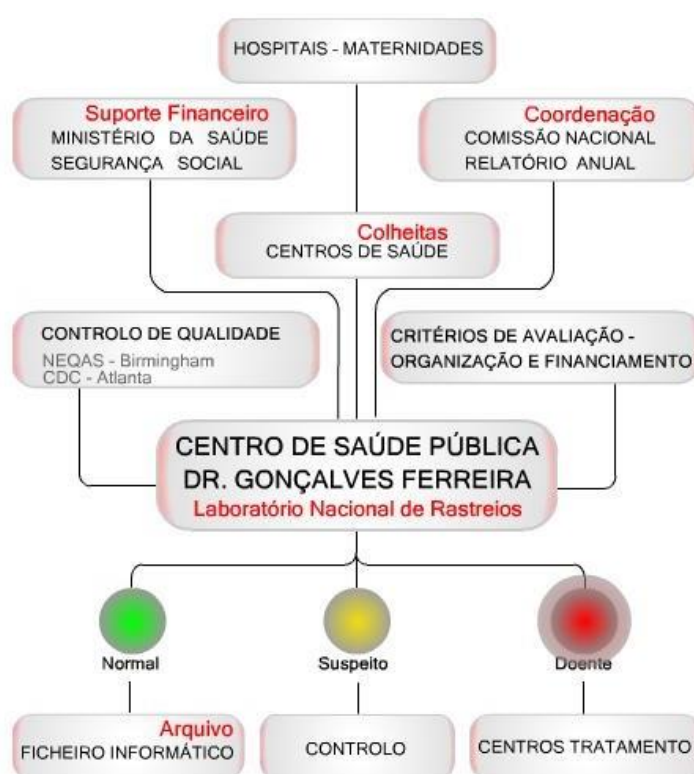 HOSPITAIS - MATERNIDADES
Suporte Financeiro
MINISTÉRIO DA SAÚDE
SEGURANÇA SOCIAL
Coordenação
COMISSÃO NACIONAL
RELATÓRIO ANUAL
Colheitas
CENTROS DE SAÚDE
CONTROLO DE QUALIDADE
NEQAS - Birmingham
CDC - Atlanta
CRITÉRIOS DE AVALIAÇÃO -
ORGANIZAÇÃO E FINANCIAMENTO
CENTRO DE SAÚDE PÚBLICA
DR. GONÇALVES FERREIRA
Laboratório Nacional de Rastreios
Normal
Suspeito
Doente
Arquivo
FICHEIRO INFORMÁTICO
CONTROLO
CENTROS TRATAMENTO